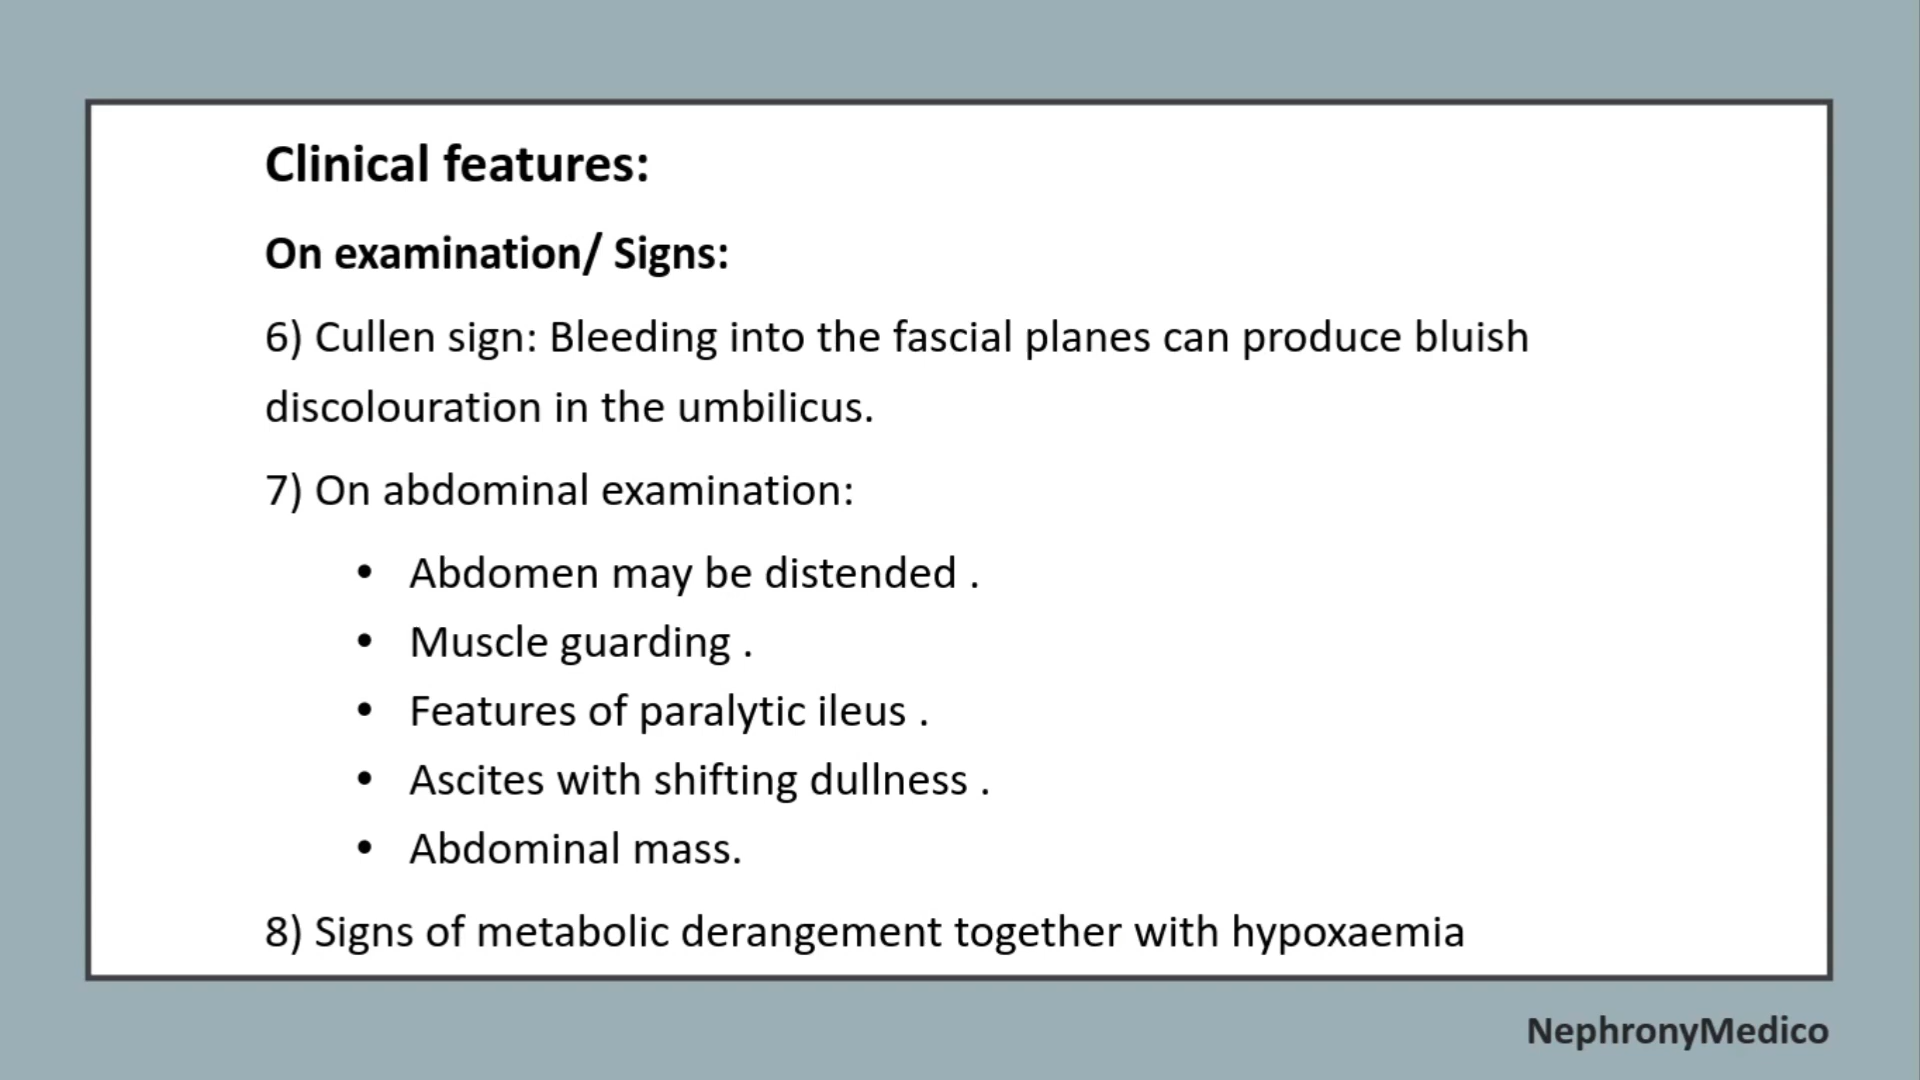 Clinical features:
On examination/ Signs:
6) Cullen sign: Bleeding into the fascial planes can produce bluish
discolouration in the umbilicus.
7) On abdominal examination:
• Abdomen may be distended .
• Muscle guarding .
• Features of paralytic ileus .
• Ascites with shifting dullness .
• Abdominal mass.
8) Signs of metabolic derangement together with hypoxaemia
NephronyMedico